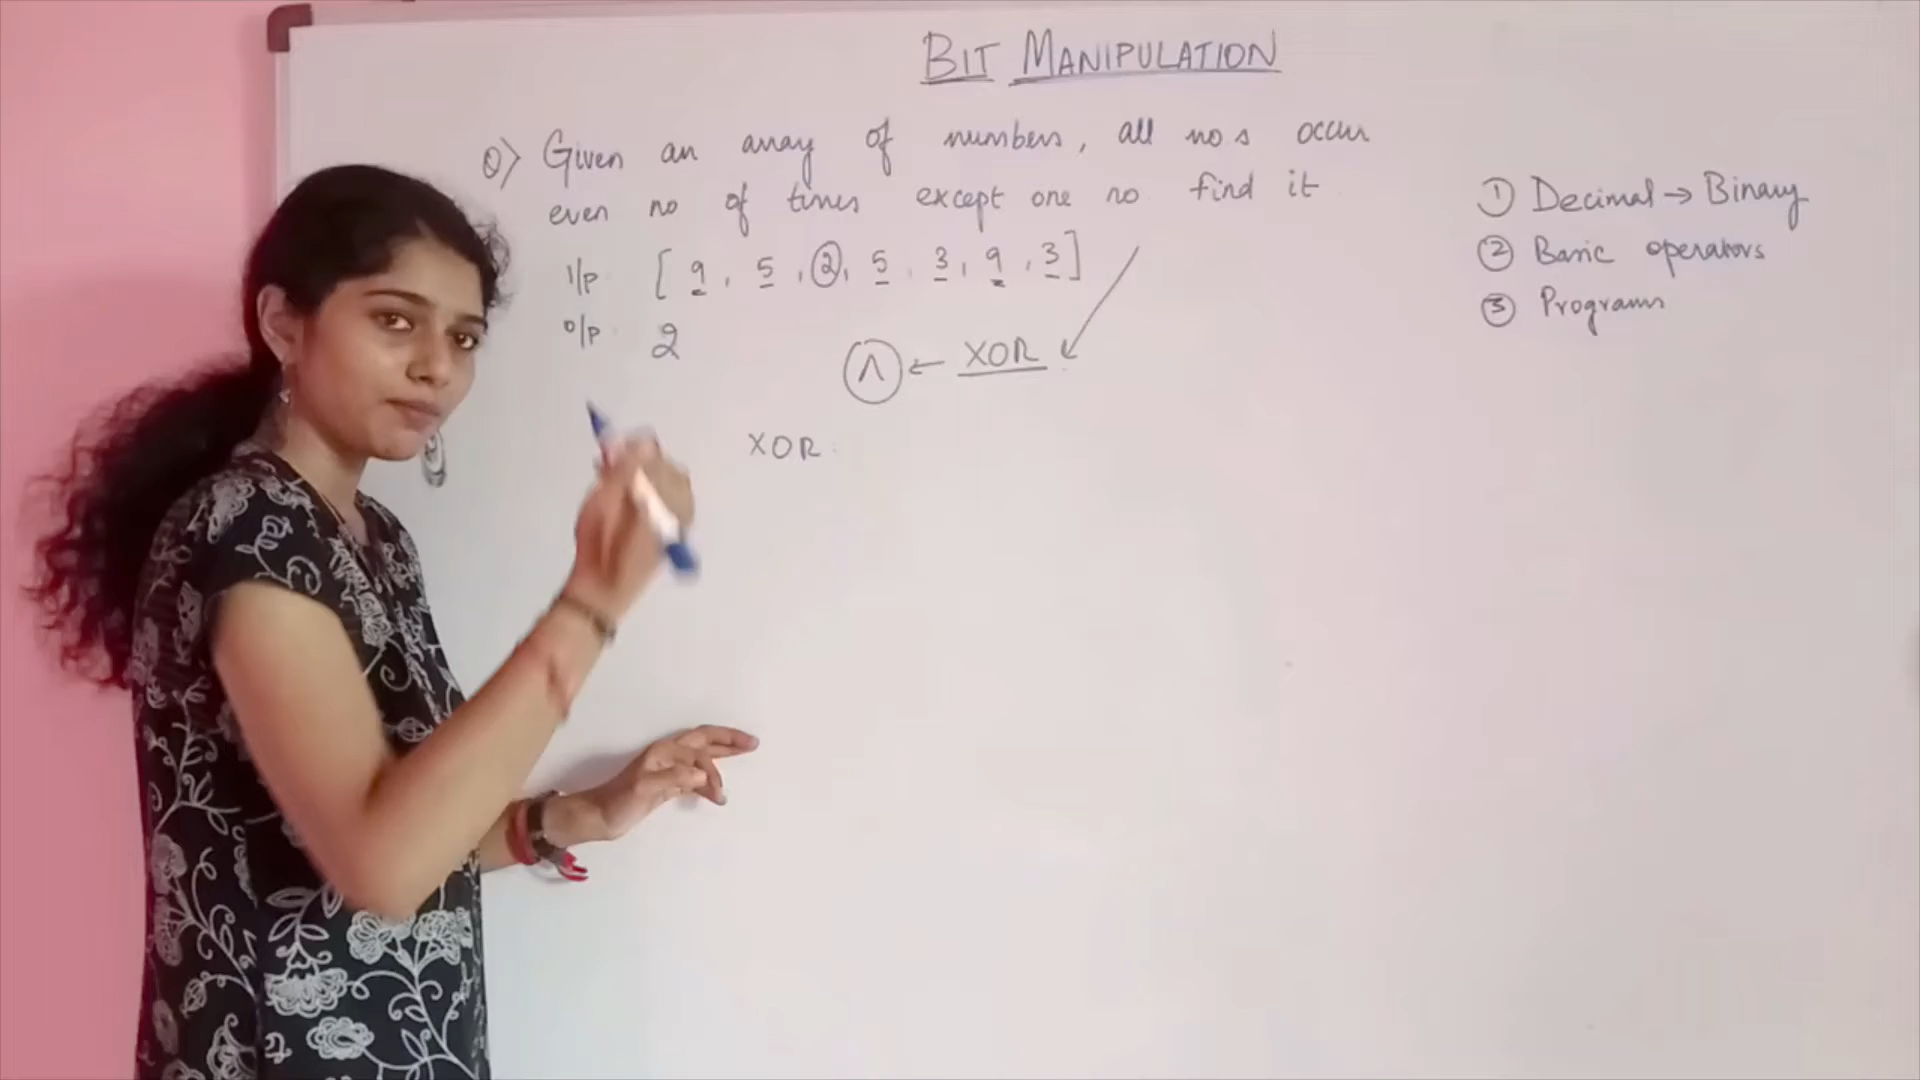 BIT MANIPULATION
Q) Given an array of numbers, all no s occur
even no of times except one no find it
I/p [ 9, 5, 2, 5, 3, 9, 3 ]
O/p 2
^ ← XOR
XOR
① Decimal → Binary
② Basic operators
③ Programs